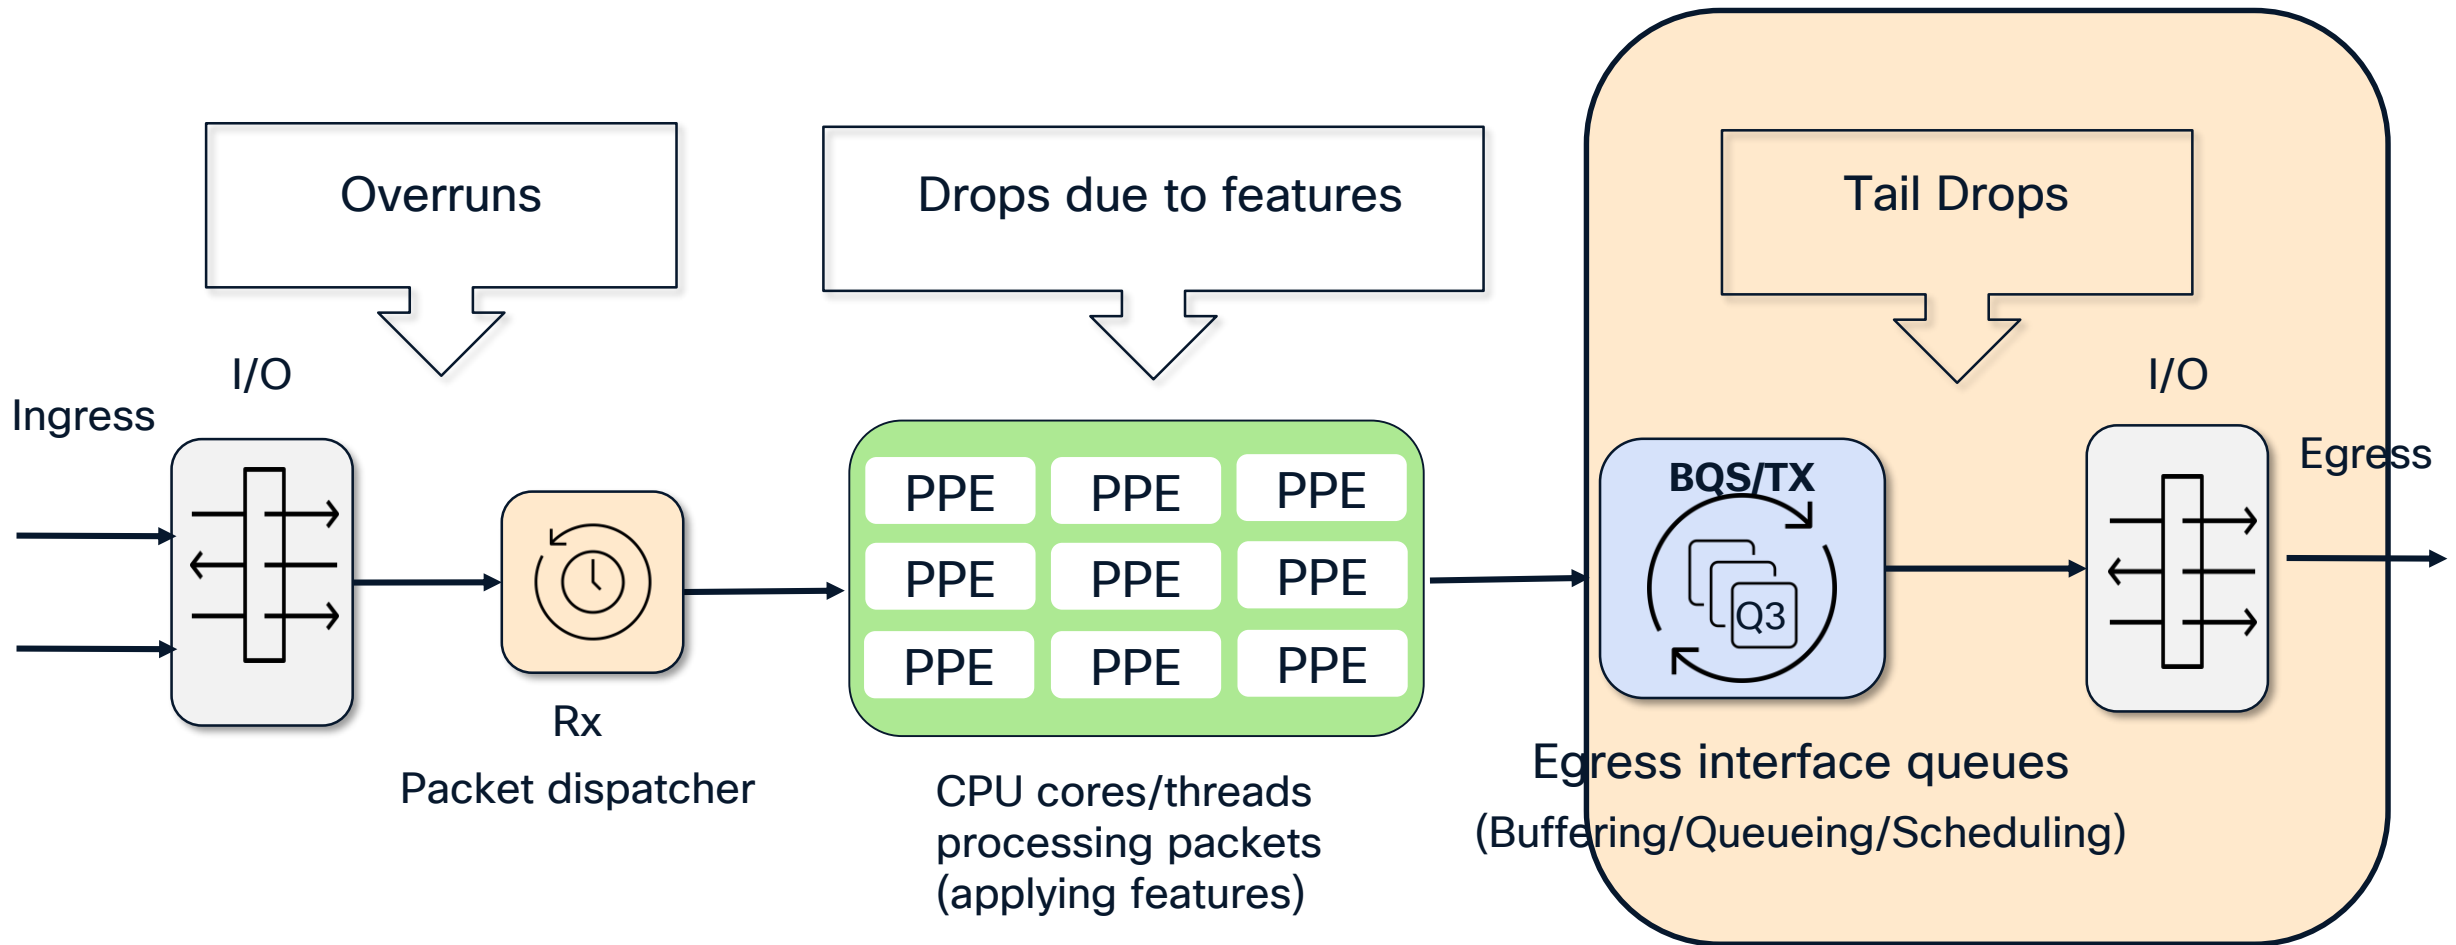 Overruns
Drops due to features
Tail Drops
I/O
I/O
Ingress
Egress
PPE PPE PPE
PPE PPE PPE
PPE PPE PPE
BQS/TX
Q3
Rx
Packet dispatcher
CPU cores/threads
processing packets
(applying features)
Egress interface queues
(Buffering/Queueing/Scheduling)